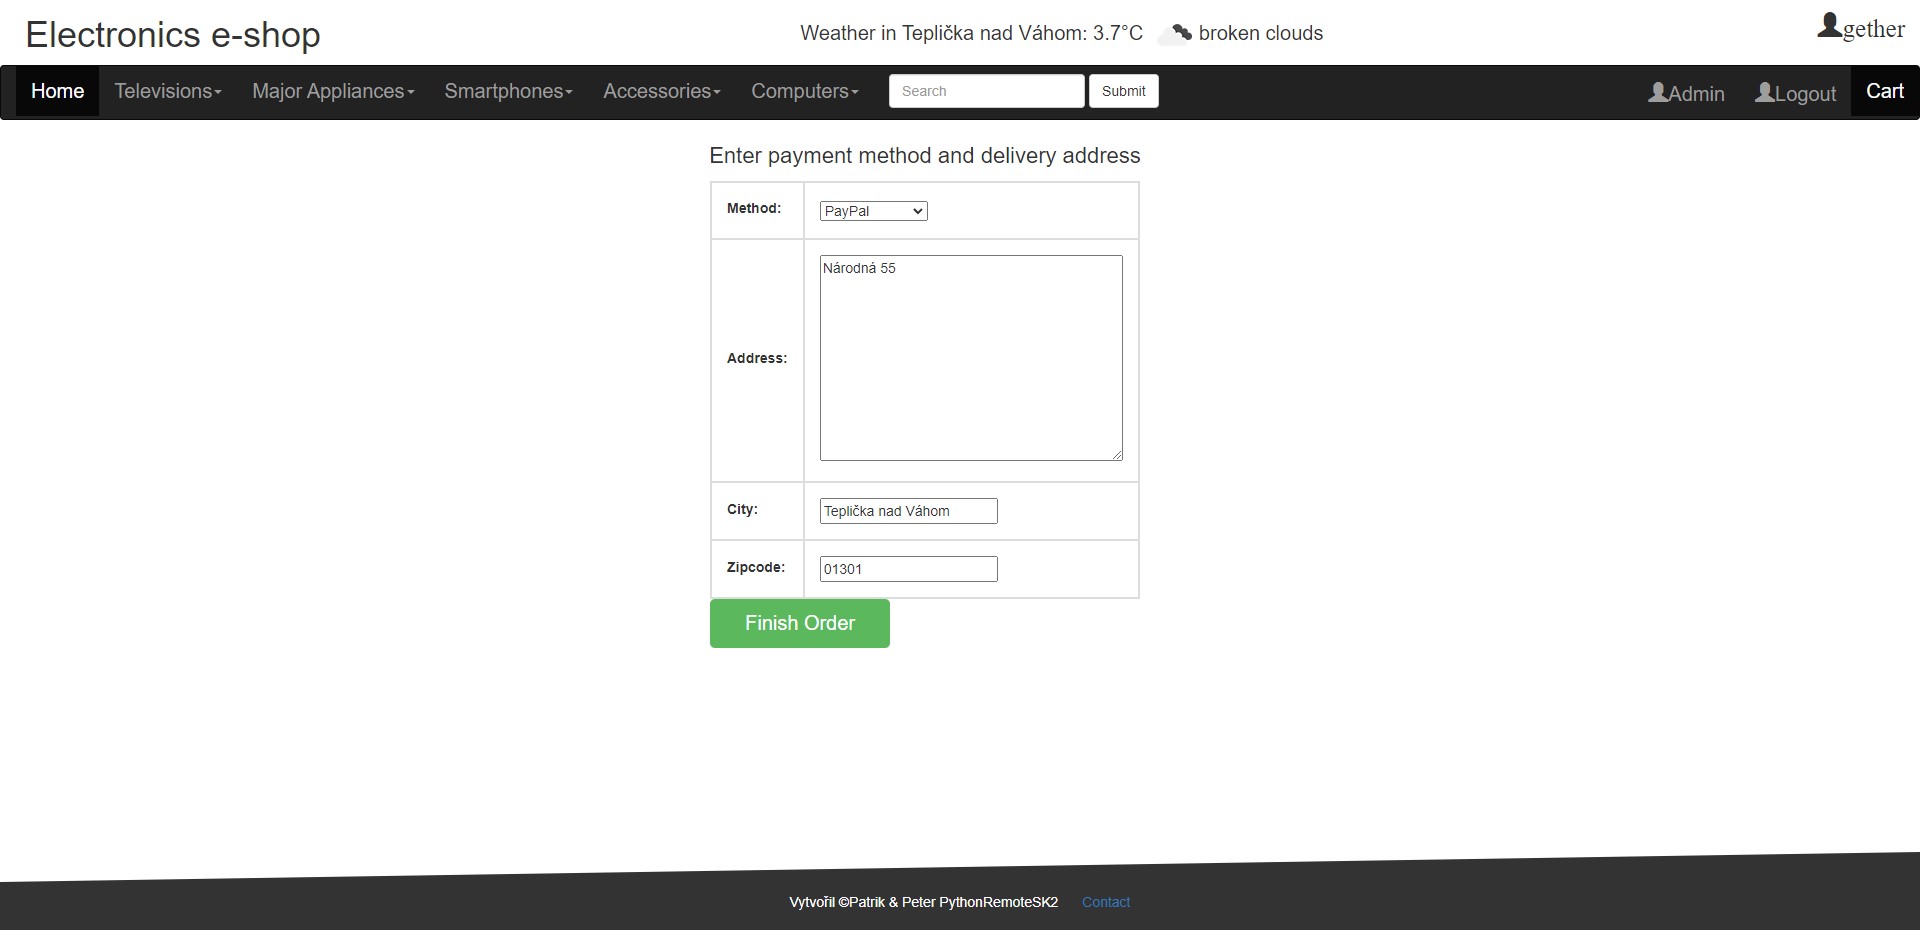 Electronics e-shop
Weather in Teplička nad Váhom: 3.7°C broken clouds
gether
Home Televisions Major Appliances Smartphones Accessories Computers Search Submit Admin Logout Cart
Enter payment method and delivery address
Method: PayPal
Address: Národná 55
City: Teplička nad Váhom
Zipcode: 01301
Finish Order
Vytvořil ©Patrik & Peter PythonRemoteSK2 Contact